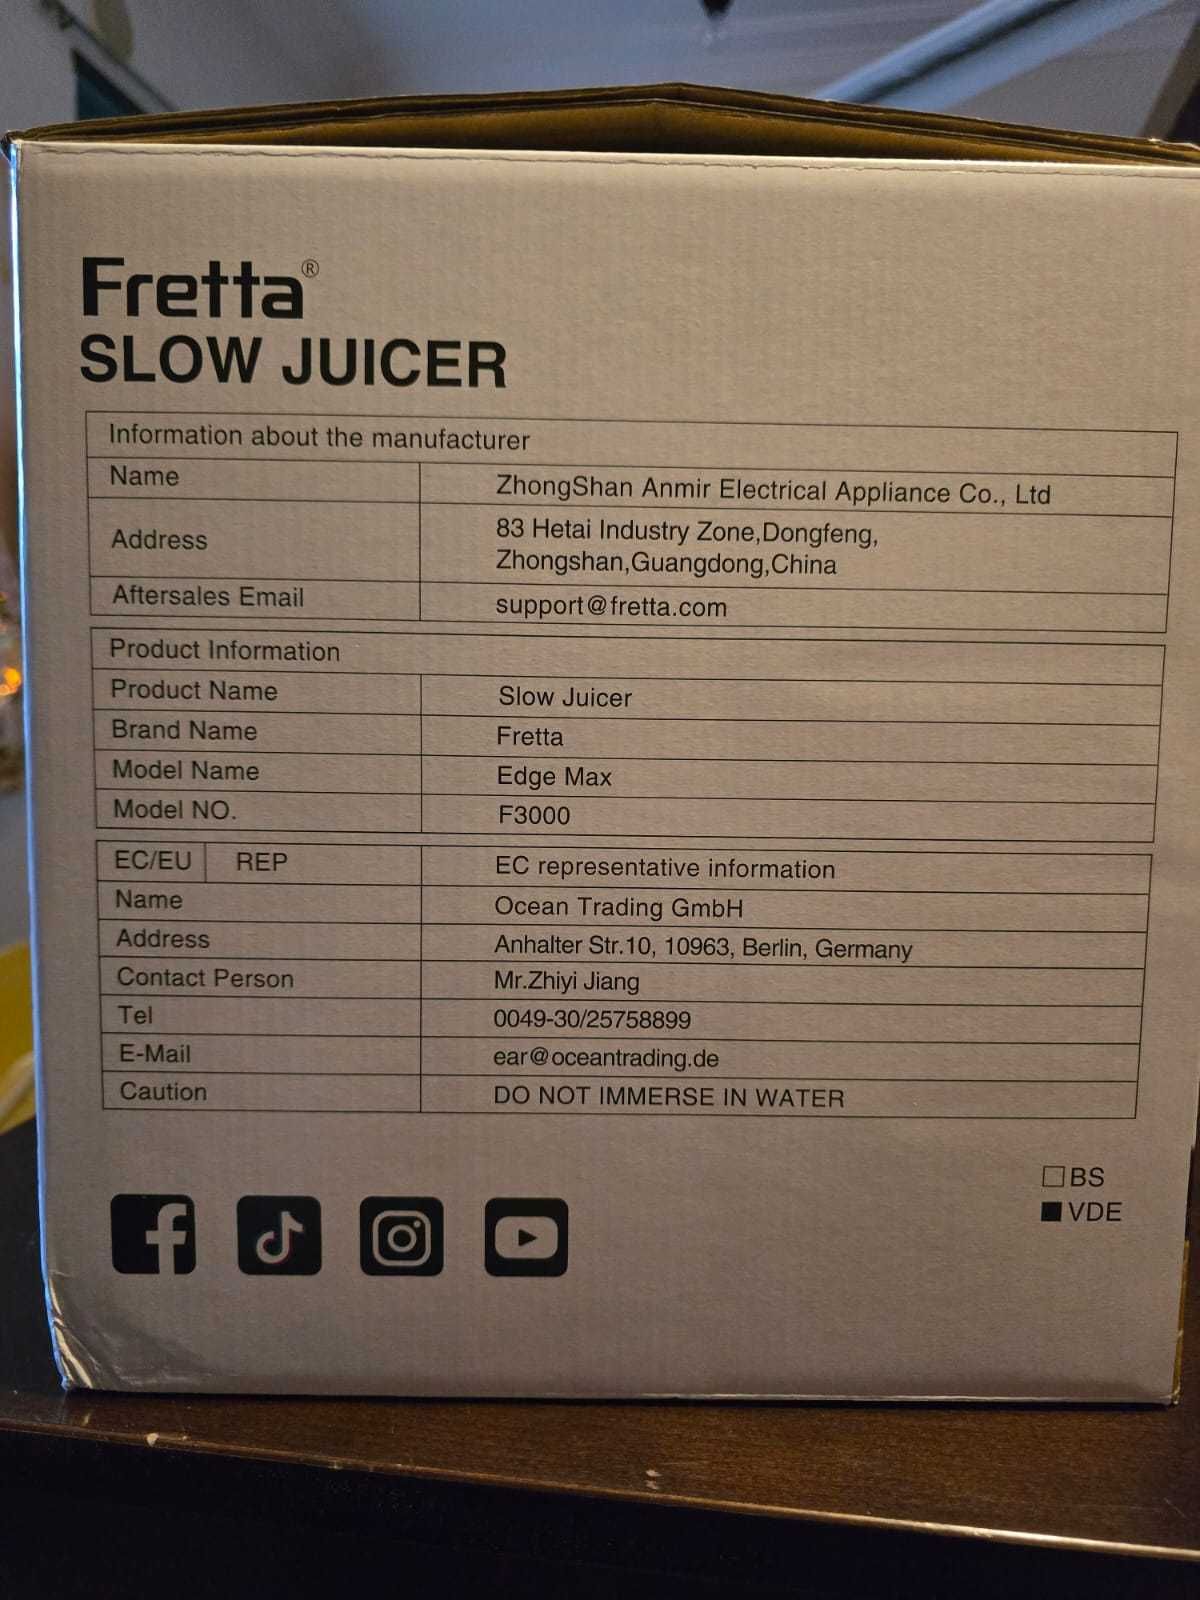 Fretta®
SLOW JUICER
Information about the manufacturer
Name ZhongShan Anmir Electrical Appliance Co., Ltd
Address 83 Hetai Industry Zone,Dongfeng,
Zhongshan,Guangdong,China
Aftersales Email support@fretta.com
Product Information
Product Name Slow Juicer
Brand Name Fretta
Model Name Edge Max
Model NO. F3000
EC/EU REP EC representative information
Name Ocean Trading GmbH
Address Anhalter Str.10, 10963, Berlin, Germany
Contact Person Mr.Zhiyi Jiang
Tel 0049-30/25758899
E-Mail ear@oceantrading.de
Caution DO NOT IMMERSE IN WATER
BS
VDE